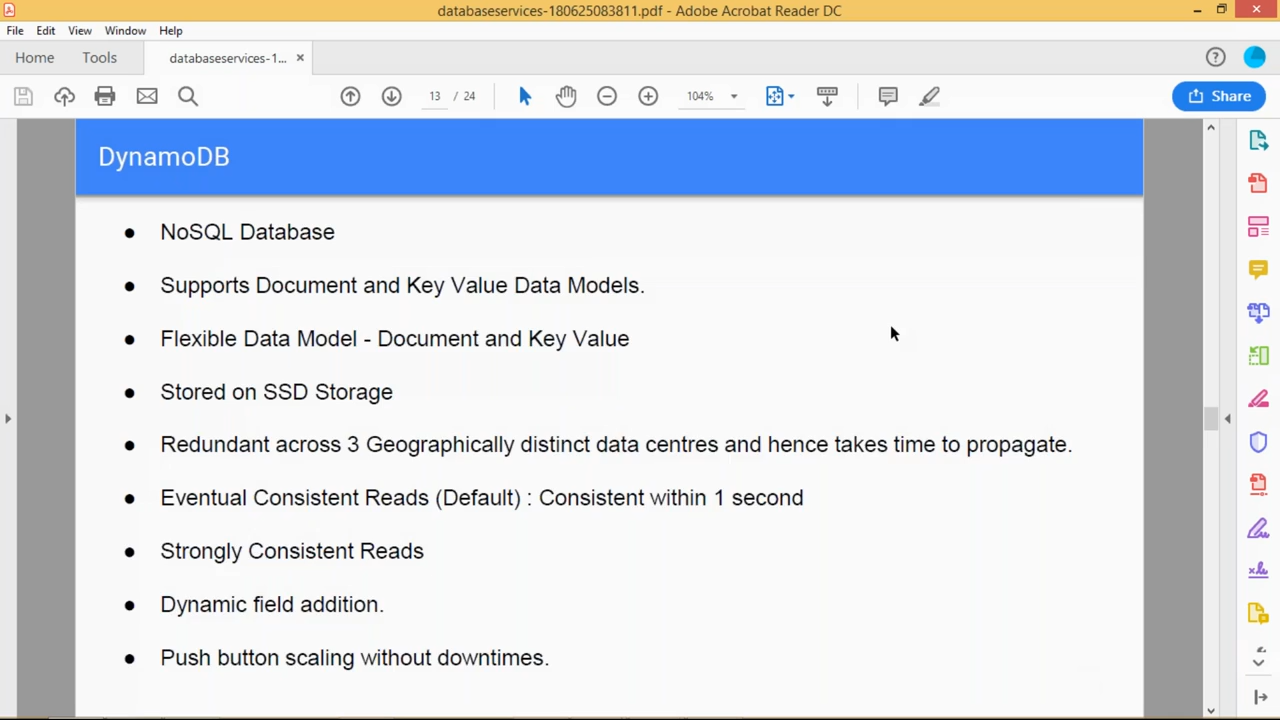 databaseservices-180625083811.pdf - Adobe Acrobat Reader DC
File Edit View Window Help
Home Tools databaseservices-1...
13 / 24 104% Share
DynamoDB
● NoSQL Database
● Supports Document and Key Value Data Models.
● Flexible Data Model - Document and Key Value
● Stored on SSD Storage
● Redundant across 3 Geographically distinct data centres and hence takes time to propagate.
● Eventual Consistent Reads (Default) : Consistent within 1 second
● Strongly Consistent Reads
● Dynamic field addition.
● Push button scaling without downtimes.